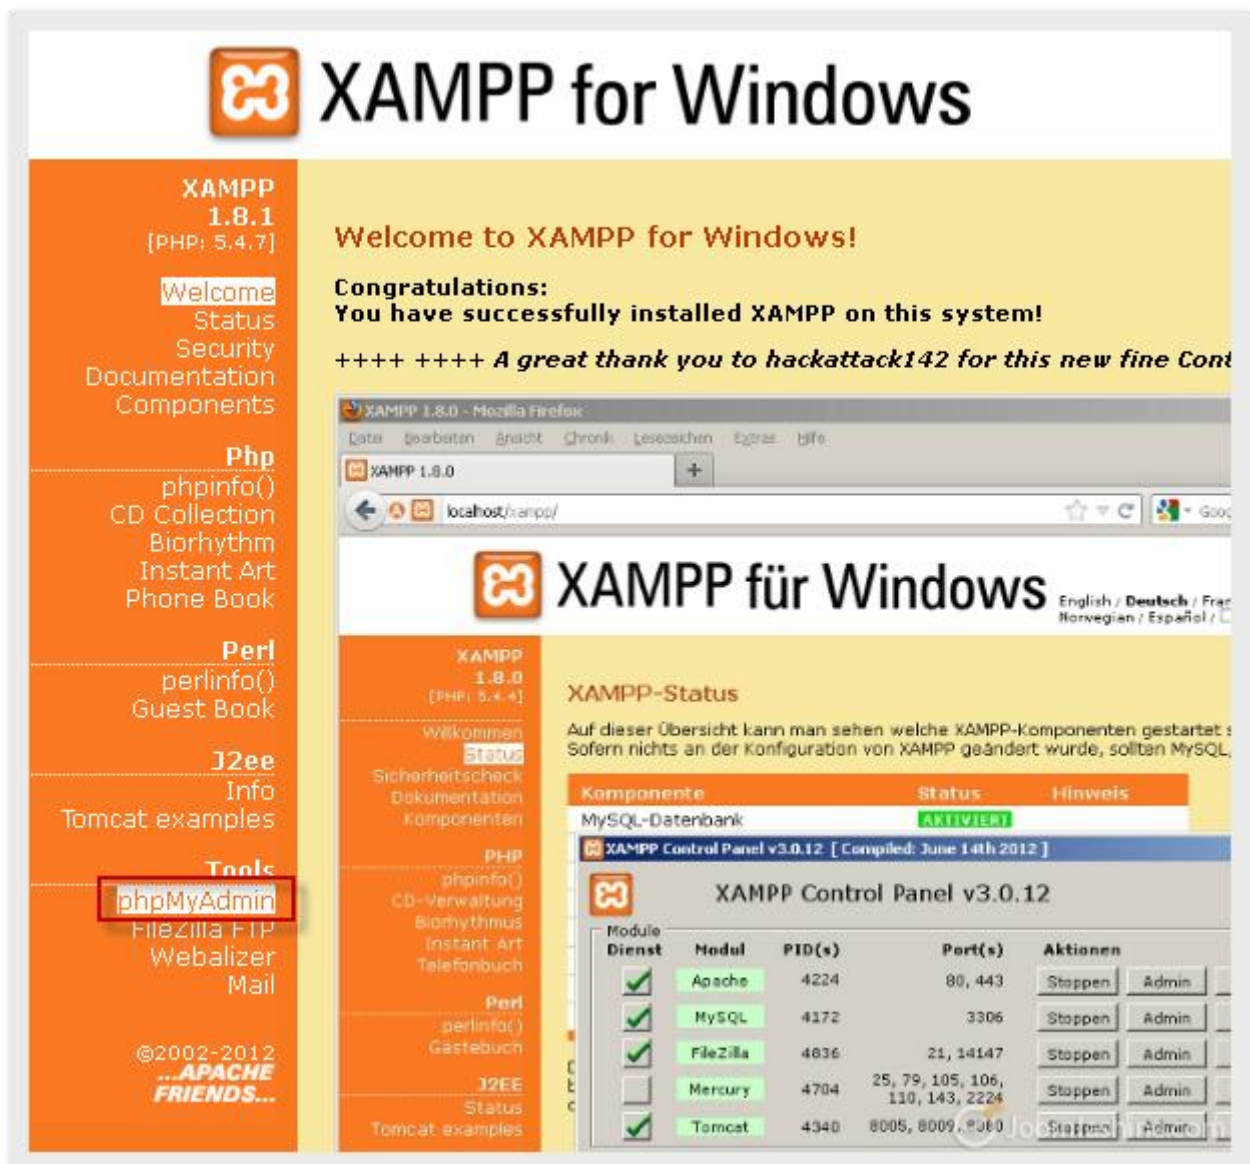 XAMPP for Windows
XAMPP
1.8.1
[PHP: 5.4.7]
Welcome
Status
Security
Documentation
Components
Php
phpinfo()
CD Collection
Biorhythm
Instant Art
Phone Book
Perl
perlinfo()
Guest Book
J2ee
Info
Tomcat examples
Tools
phpMyAdmin
FileZilla FTP
Webalizer
Mail
©2002-2012
...APACHE
FRIENDS...
Welcome to XAMPP for Windows!
Congratulations:
You have successfully installed XAMPP on this system!
++++ ++++ A great thank you to hackattack142 for this new fine Cont
XAMPP 1.8.0 - Mozilla Firefox
Datei Bearbeiten Ansicht Chronik Lesezeichen Extras Hilfe
XAMPP 1.8.0
localhost/xampp/
Goog
XAMPP für Windows
English / Deutsch / Fran
Norwegian / Español /
XAMPP
1.8.0
[PHP: 5.4.4]
Willkommen
Status
Sicherheitscheck
Dokumentation
Komponenten
PHP
phpinfo()
CD-Verwaltung
Biorhythmus
Instant Art
Telefonbuch
Perl
perlinfo()
Gästebuch
J2EE
Status
Tomcat examples
XAMPP-Status
Auf dieser Übersicht kann man sehen welche XAMPP-Komponenten gestartet s
Sofern nichts an der Konfiguration von XAMPP geändert wurde, sollten MySQL,
Komponente Status Hinweis
MySQL-Datenbank AKTIVIERT
XAMPP Control Panel v3.0.12 [ Compiled: June 14th 2012 ]
XAMPP Control Panel v3.0.12
Module
Dienst Modul PID(s) Port(s) Aktionen
Apache 4224 80, 443 Stoppen Admin
MySQL 4172 3306 Stoppen Admin
FileZilla 4836 21, 14147 Stoppen Admin
Mercury 4704 25, 79, 105, 106, 110, 143, 2224 Stoppen Admin
Tomcat 4340 8005, 8009, 8080 Stoppen Admin